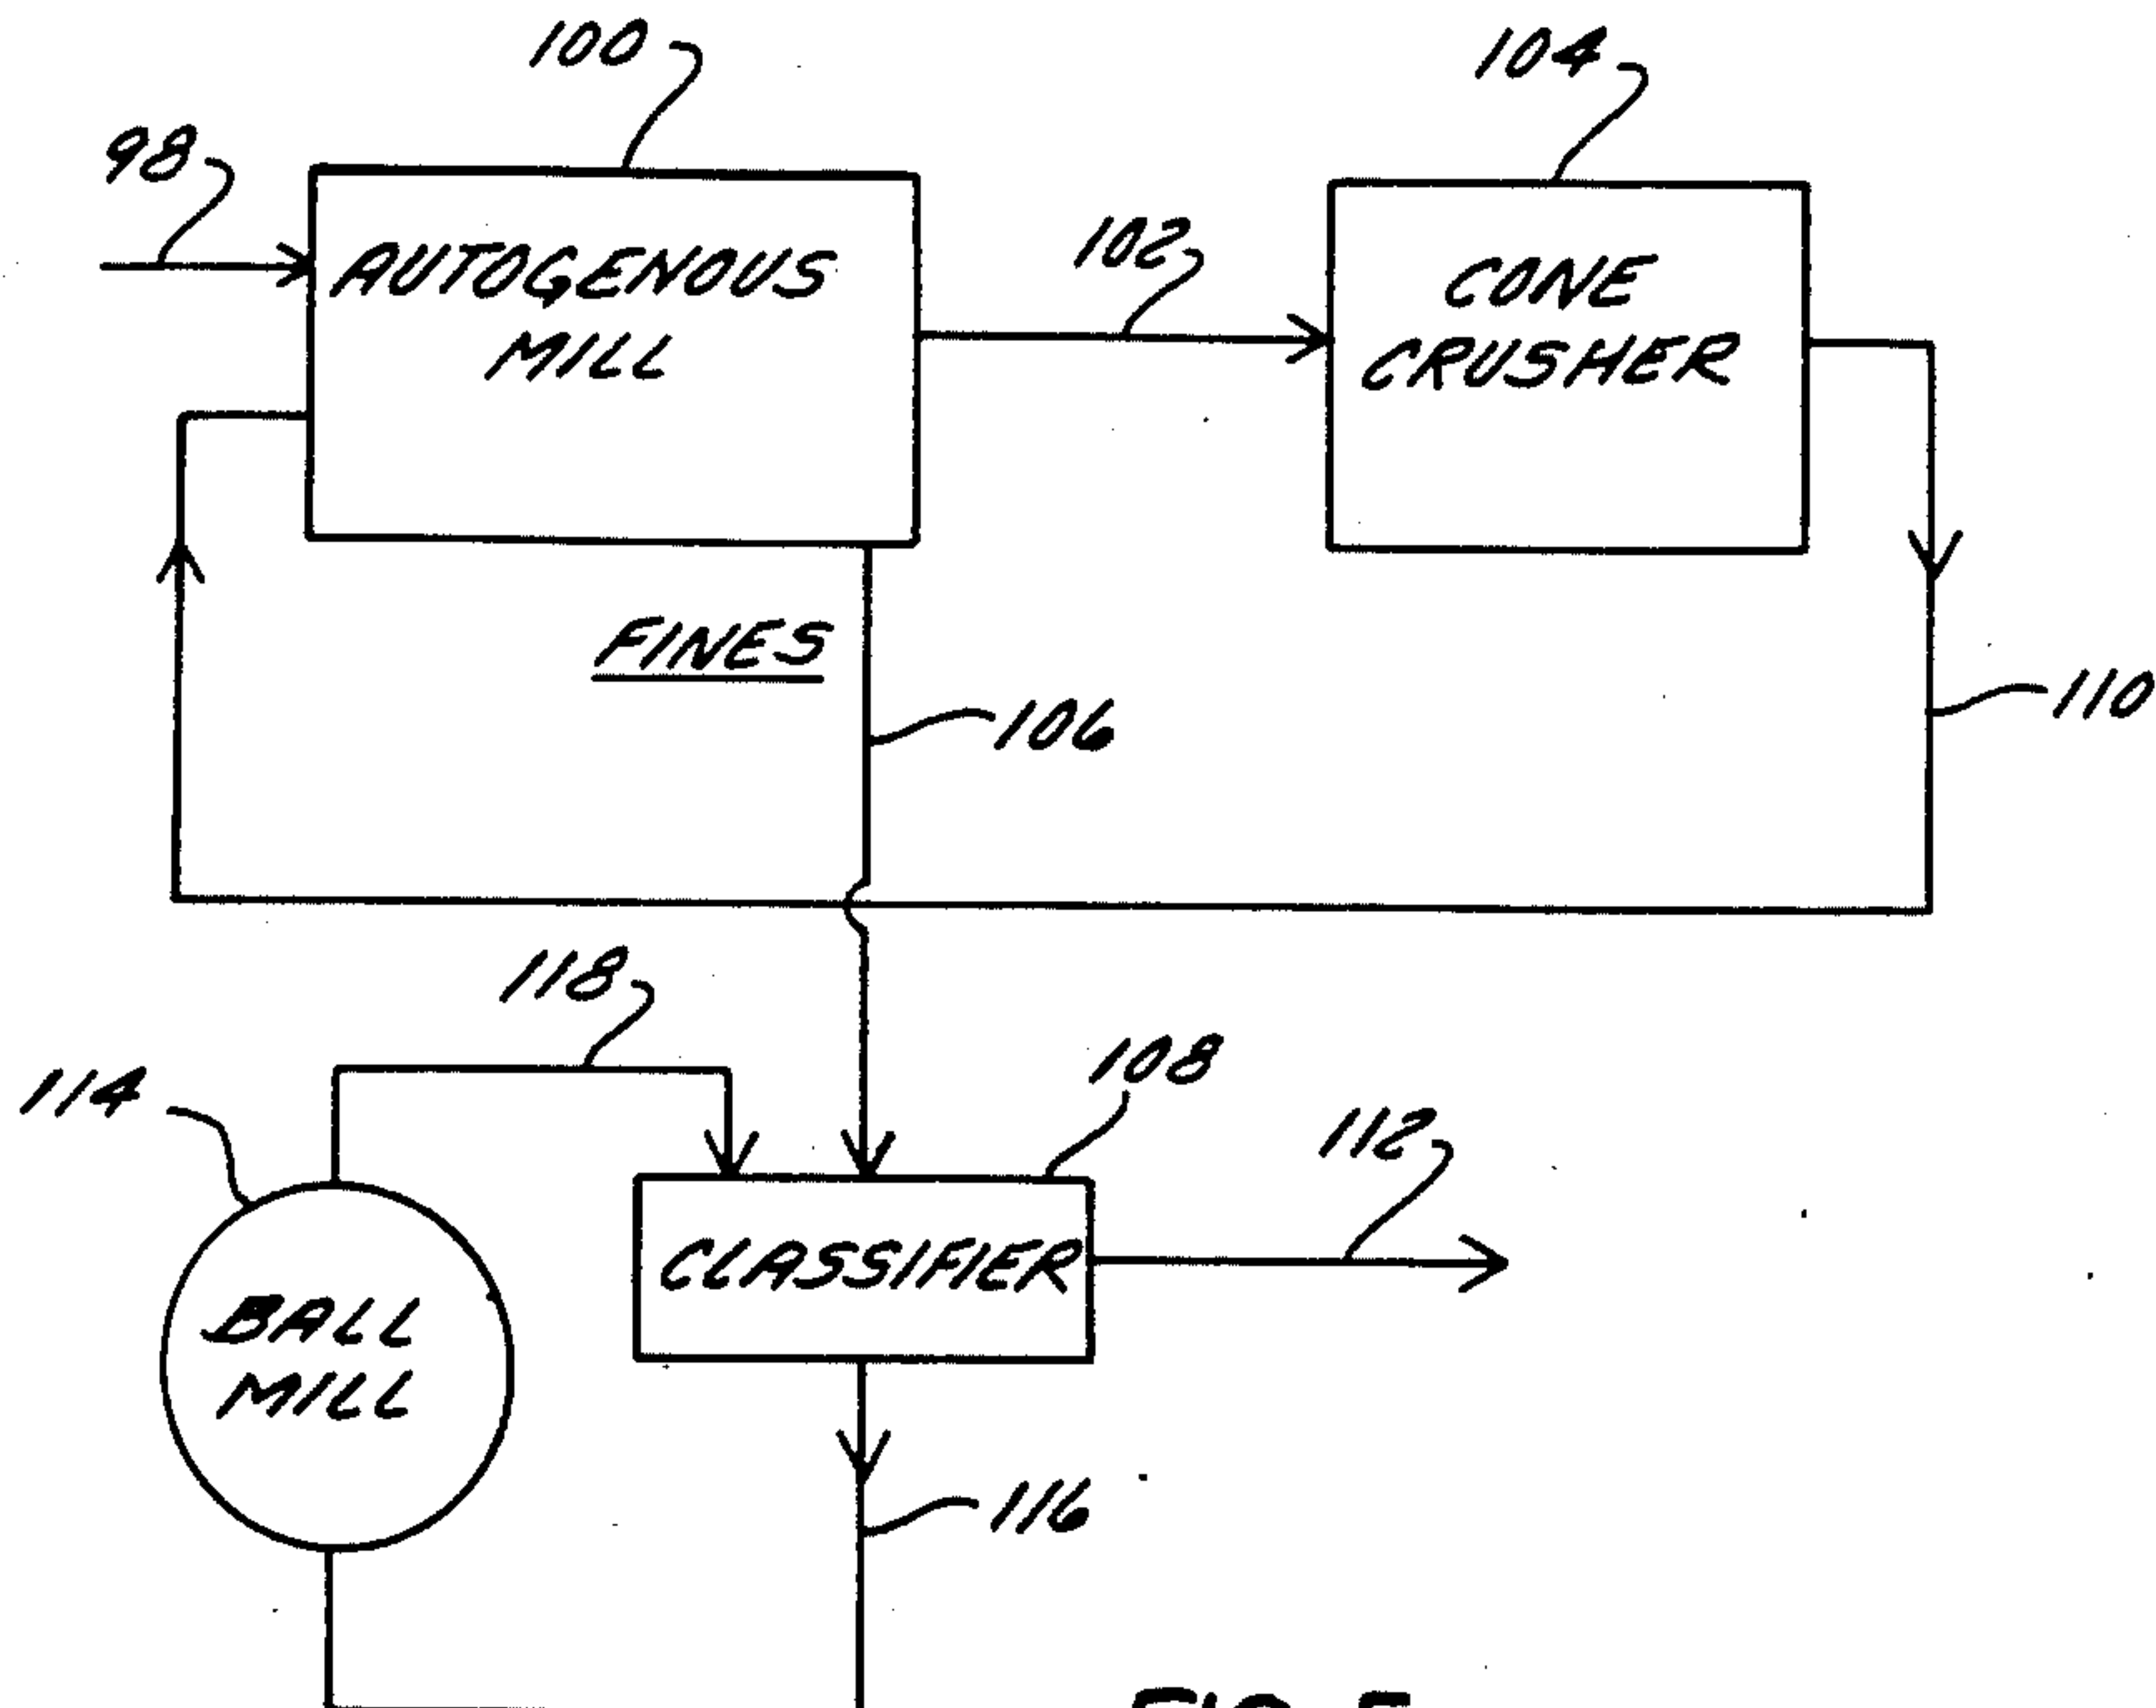 100
104
98
102
AUTOGENOUS
MILL
CONE
CRUSHER
FINES
106
110
118
108
114
112
CLASSIFIER
BALL
MILL
116